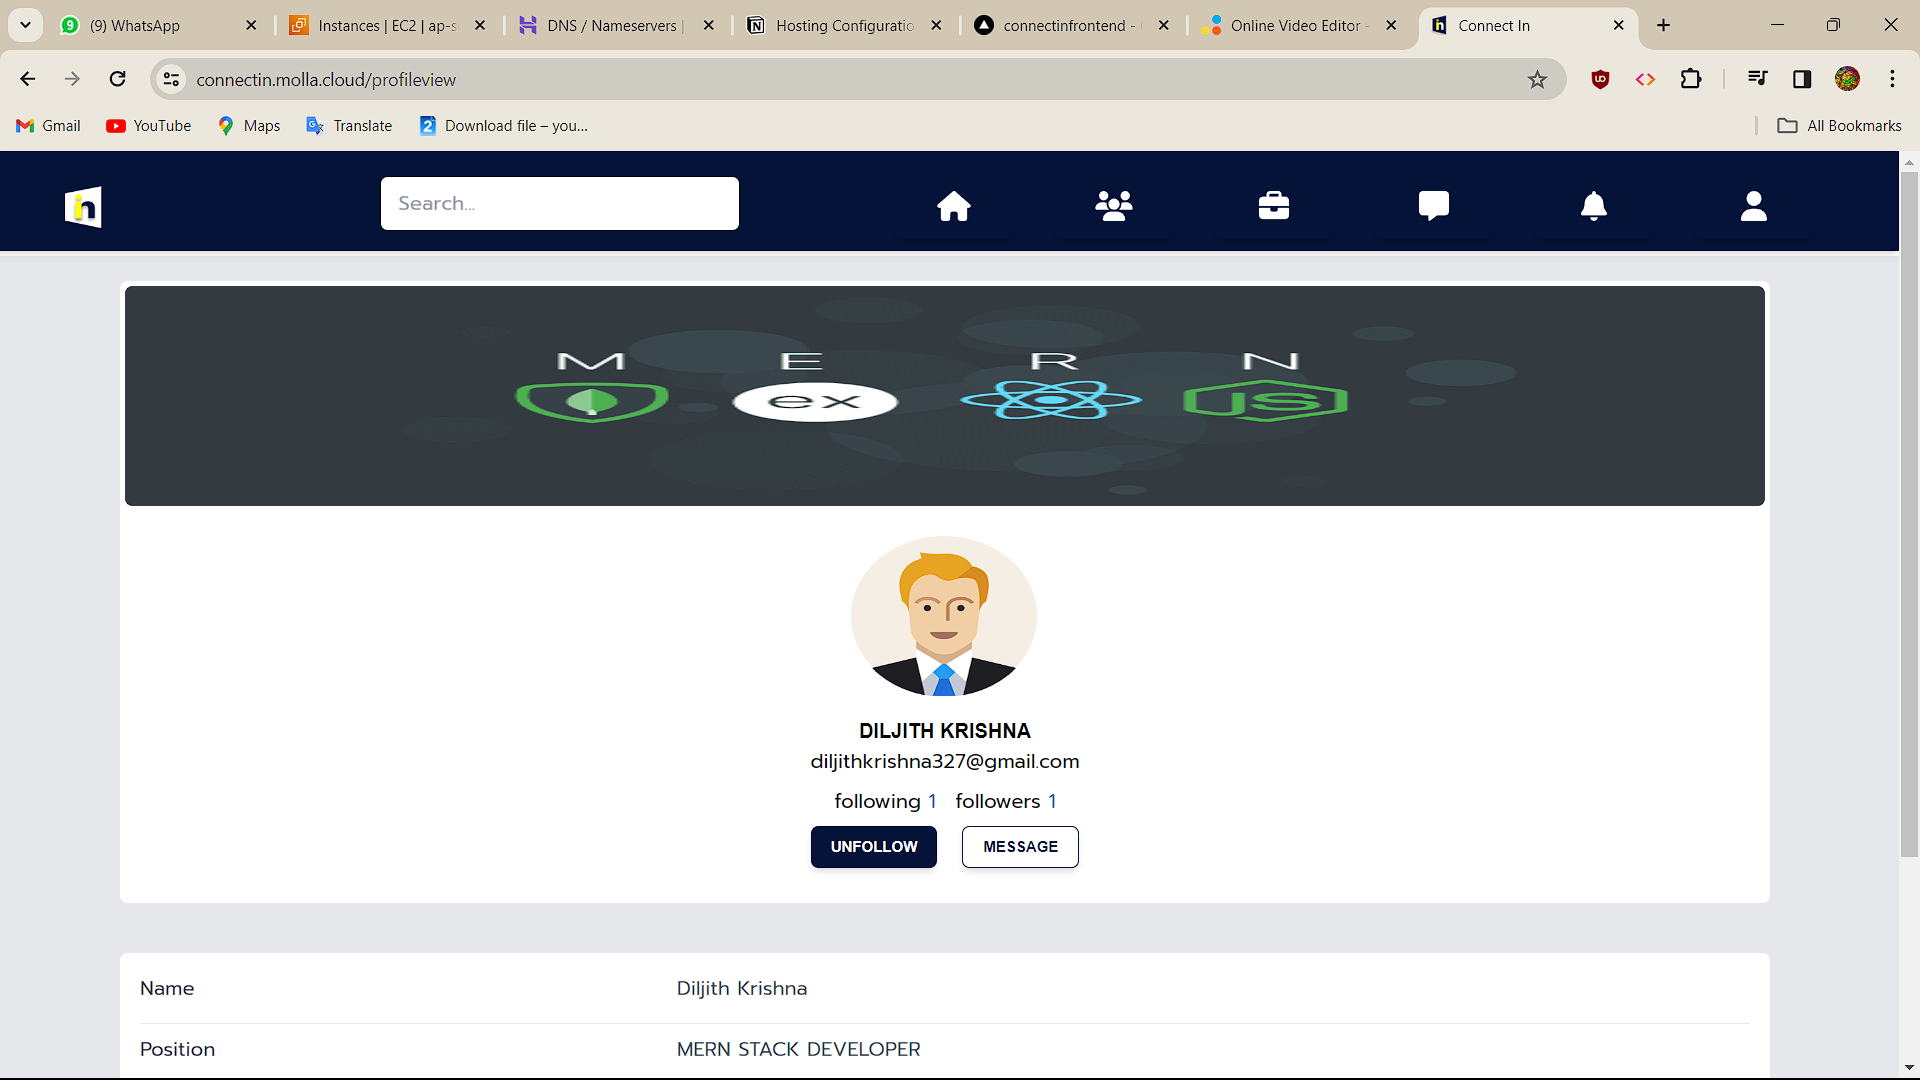 (9) WhatsApp
Instances | EC2 | ap-s
DNS / Nameservers |
Hosting Configuratio
connectinfrontend -
Online Video Editor -
Connect In
connectin.molla.cloud/profileview
Gmail
YouTube
Maps
Translate
Download file – you...
All Bookmarks
in
Search...
M E R N
ex
JS
DILJITH KRISHNA
diljithkrishna327@gmail.com
following 1 followers 1
UNFOLLOW
MESSAGE
Name Diljith Krishna
Position MERN STACK DEVELOPER